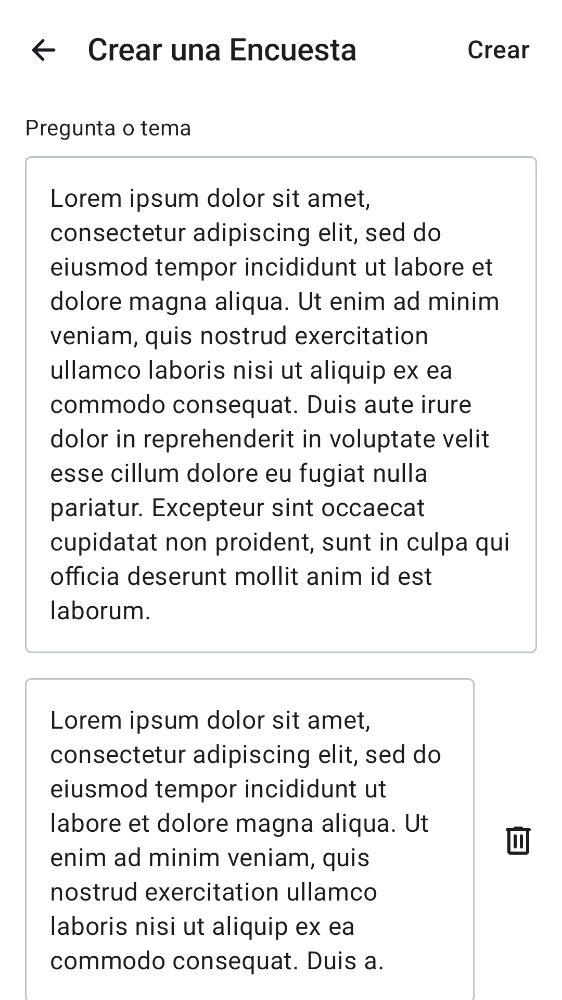 Crear una Encuesta
Crear
Pregunta o tema
Lorem ipsum dolor sit amet,
consectetur adipiscing elit, sed do
eiusmod tempor incididunt ut labore et
dolore magna aliqua. Ut enim ad minim
veniam, quis nostrud exercitation
ullamco laboris nisi ut aliquip ex ea
commodo consequat. Duis aute irure
dolor in reprehenderit in voluptate velit
esse cillum dolore eu fugiat nulla
pariatur. Excepteur sint occaecat
cupidatat non proident, sunt in culpa qui
officia deserunt mollit anim id est
laborum.
Lorem ipsum dolor sit amet,
consectetur adipiscing elit, sed do
eiusmod tempor incididunt ut
labore et dolore magna aliqua. Ut
enim ad minim veniam, quis
nostrud exercitation ullamco
laboris nisi ut aliquip ex ea
commodo consequat. Duis a.